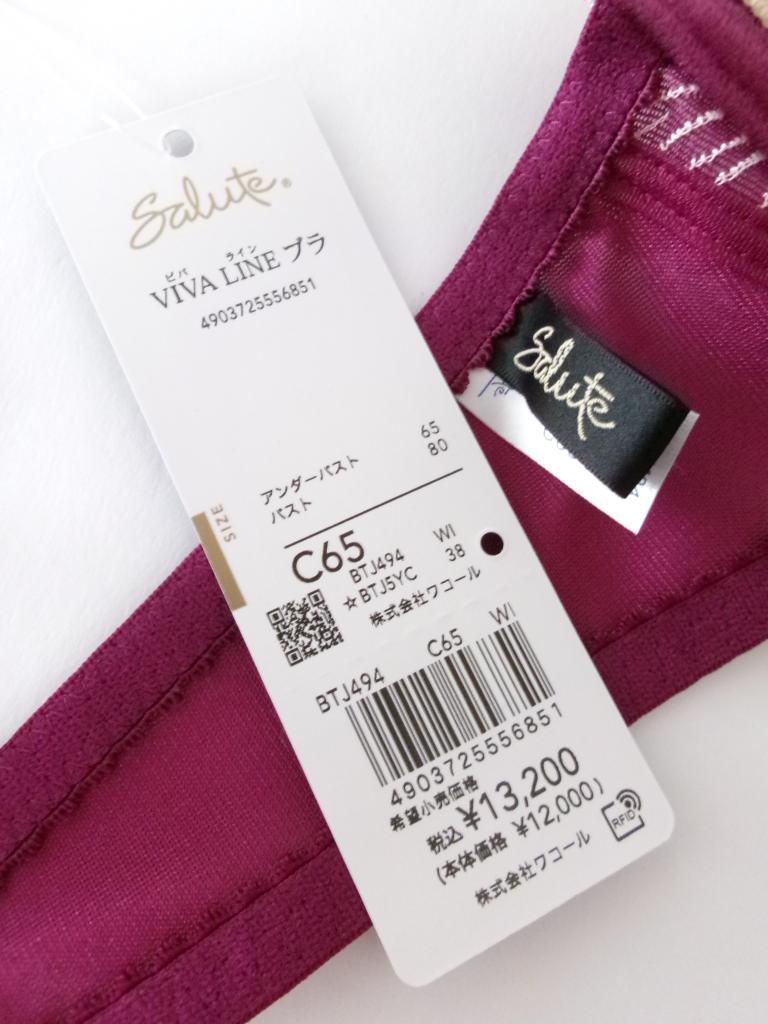 Salute®
ビバ ライン
VIVA LINE ブラ
4903725556851
アンダーバスト 65
バスト 80
SIZE
C65
BTJ494 WI
☆BTJ5YC 38
株式会社ワコール
BTJ494 C65 WI
4903725556851
希望小売価格
税込 ¥13,200
(本体価格 ¥12,000)
株式会社ワコール
RFID
Salute